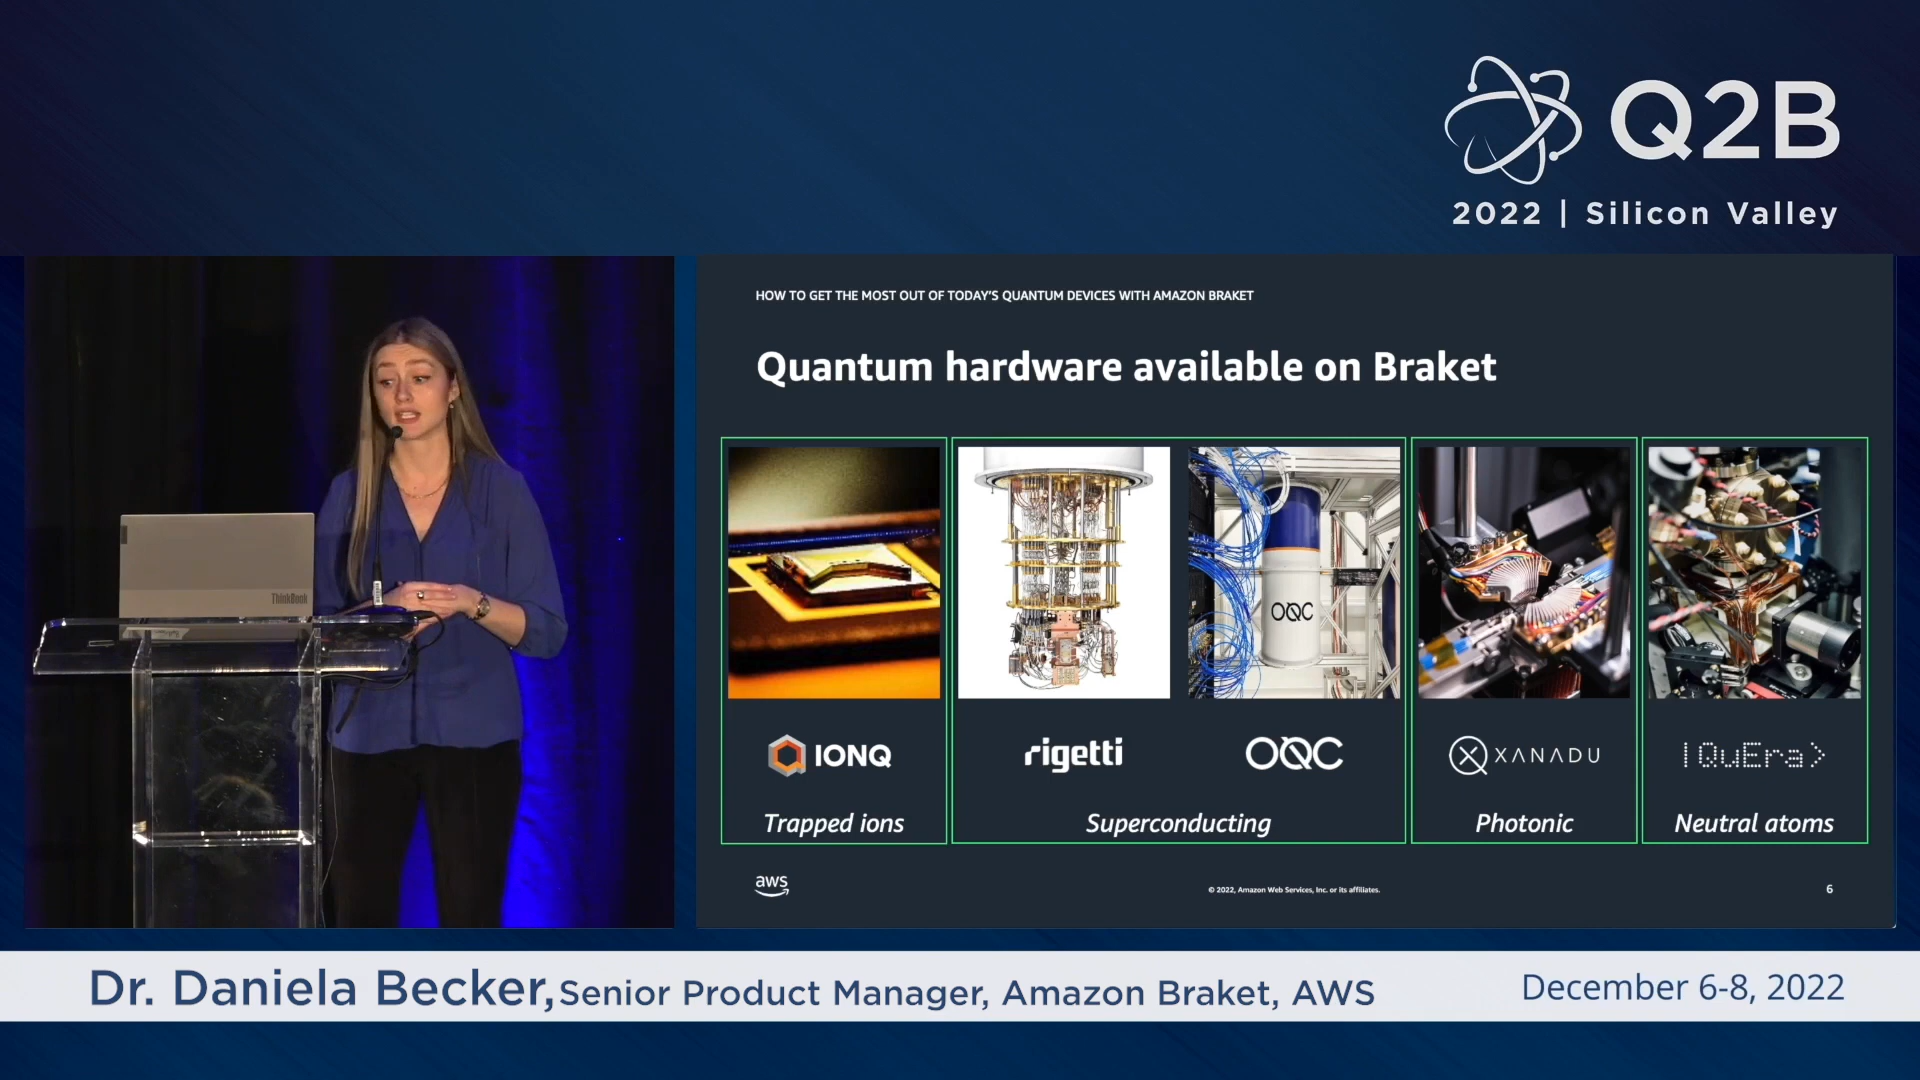 Q2B
2022 | Silicon Valley
HOW TO GET THE MOST OUT OF TODAY'S QUANTUM DEVICES WITH AMAZON BRAKET
Quantum hardware available on Braket
ThinkBook
OQC
IONQ
rigetti
OQC
XANADU
|QuEra>
Trapped ions
Superconducting
Photonic
Neutral atoms
aws
© 2022, Amazon Web Services, Inc. or its affiliates.
6
Dr. Daniela Becker, Senior Product Manager, Amazon Braket, AWS
December 6-8, 2022